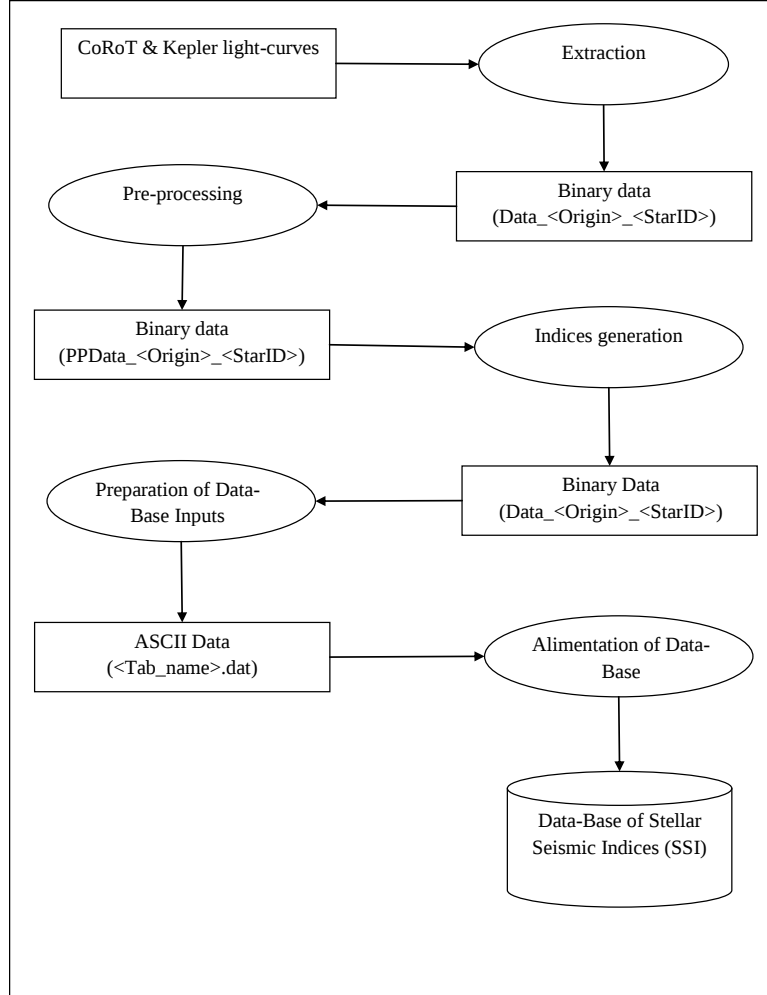 CoRoT & Kepler light-curves
Extraction
Binary data
(Data_<Origin>_<StarID>)
Pre-processing
Binary data
(PPData_<Origin>_<StarID>)
Indices generation
Binary Data
(Data_<Origin>_<StarID>)
Preparation of Data-
Base Inputs
ASCII Data
(<Tab_name>.dat)
Alimentation of Data-
Base
Data-Base of Stellar
Seismic Indices (SSI)